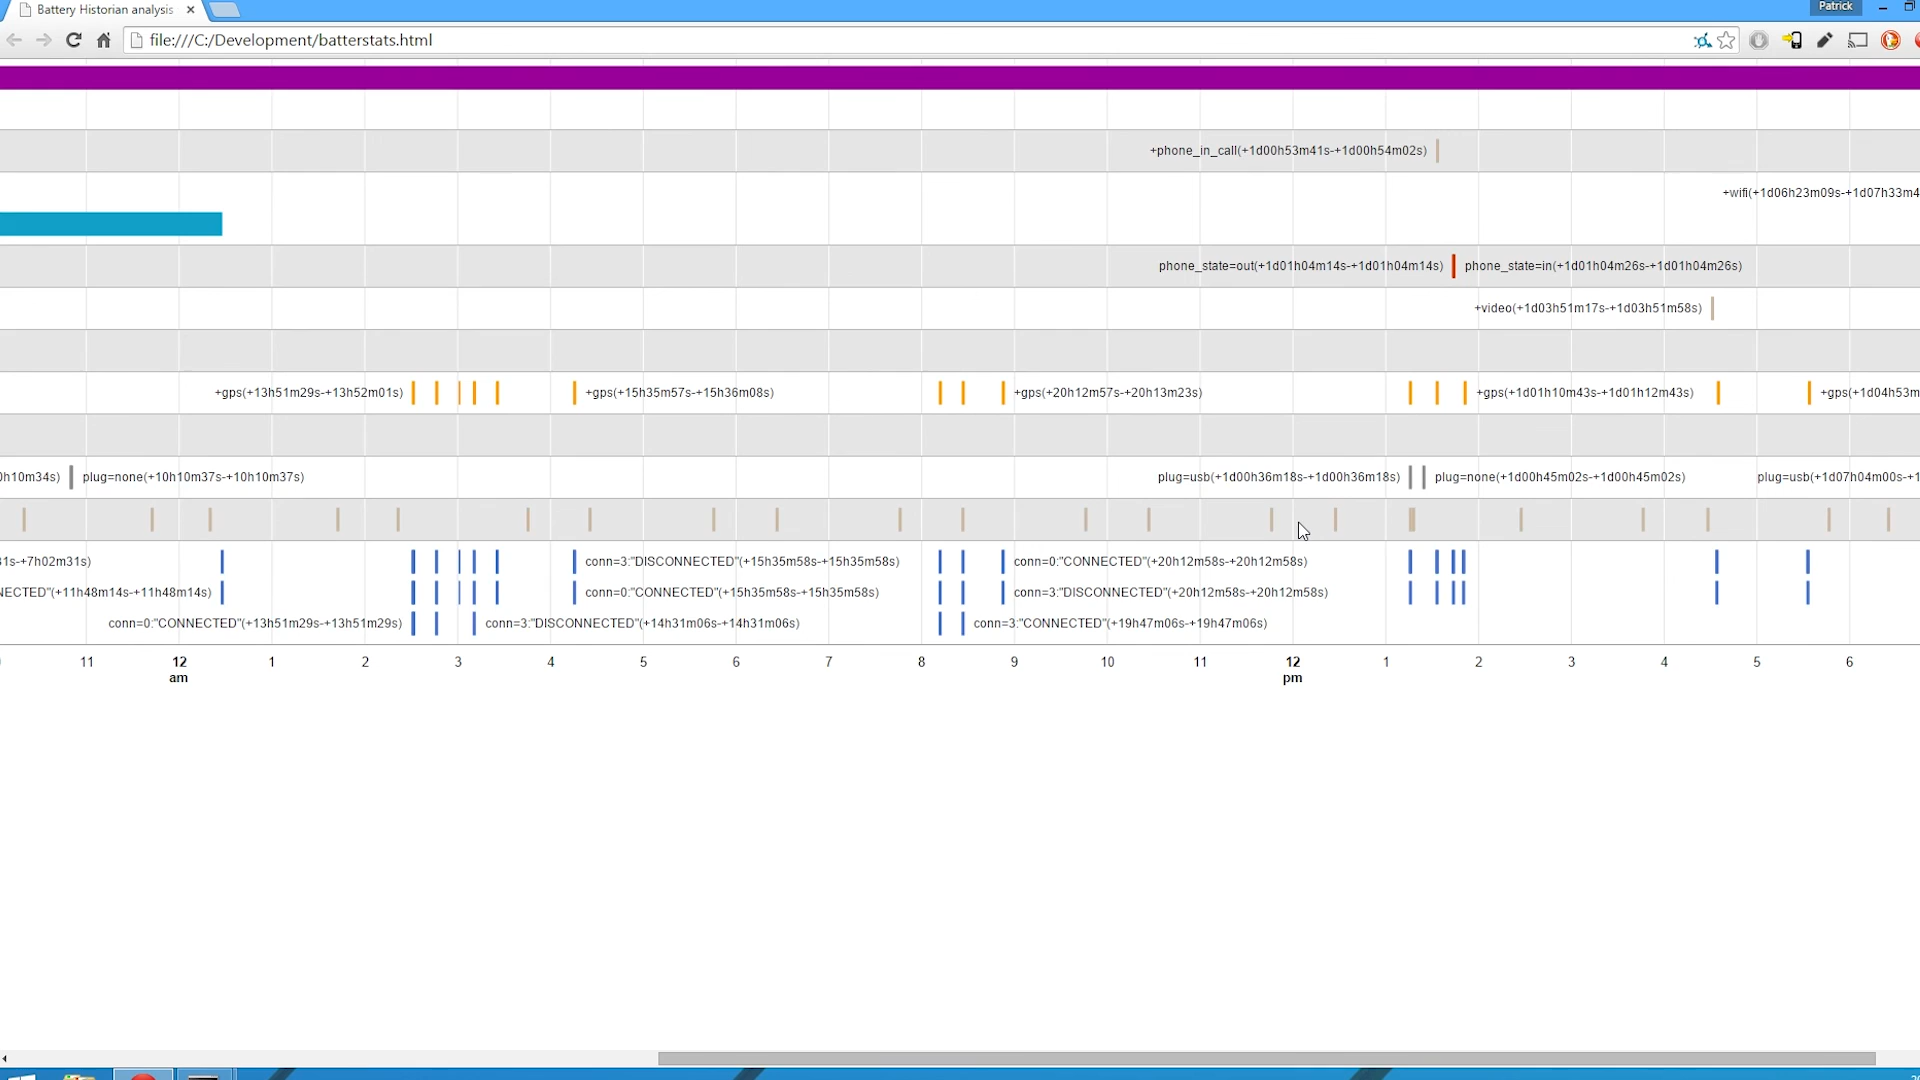 Battery Historian analysis
Patrick
file:///C:/Development/batterstats.html
+phone_in_call(+1d00h53m41s-+1d00h54m02s)
+wifi(+1d06h23m09s-+1d07h33m4
phone_state=out(+1d01h04m14s-+1d01h04m14s) phone_state=in(+1d01h04m26s-+1d01h04m26s)
+video(+1d03h51m17s-+1d03h51m58s)
+gps(+13h51m29s-+13h52m01s) +gps(+15h35m57s-+15h36m08s) +gps(+20h12m57s-+20h13m23s) +gps(+1d01h10m43s-+1d01h12m43s) +gps(+1d04h53m
0h10m34s) plug=none(+10h10m37s-+10h10m37s) plug=usb(+1d00h36m18s-+1d00h36m18s) plug=none(+1d00h45m02s-+1d00h45m02s) plug=usb(+1d07h04m00s-+1
31s-+7h02m31s) conn=3:"DISCONNECTED"(+15h35m58s-+15h35m58s) conn=0:"CONNECTED"(+20h12m58s-+20h12m58s)
NECTED"(+11h48m14s-+11h48m14s) conn=0:"CONNECTED"(+15h35m58s-+15h35m58s) conn=3:"DISCONNECTED"(+20h12m58s-+20h12m58s)
conn=0:"CONNECTED"(+13h51m29s-+13h51m29s) conn=3:"DISCONNECTED"(+14h31m06s-+14h31m06s) conn=3:"CONNECTED"(+19h47m06s-+19h47m06s)
11 12 1 2 3 4 5 6 7 8 9 10 11 12 1 2 3 4 5 6
am pm